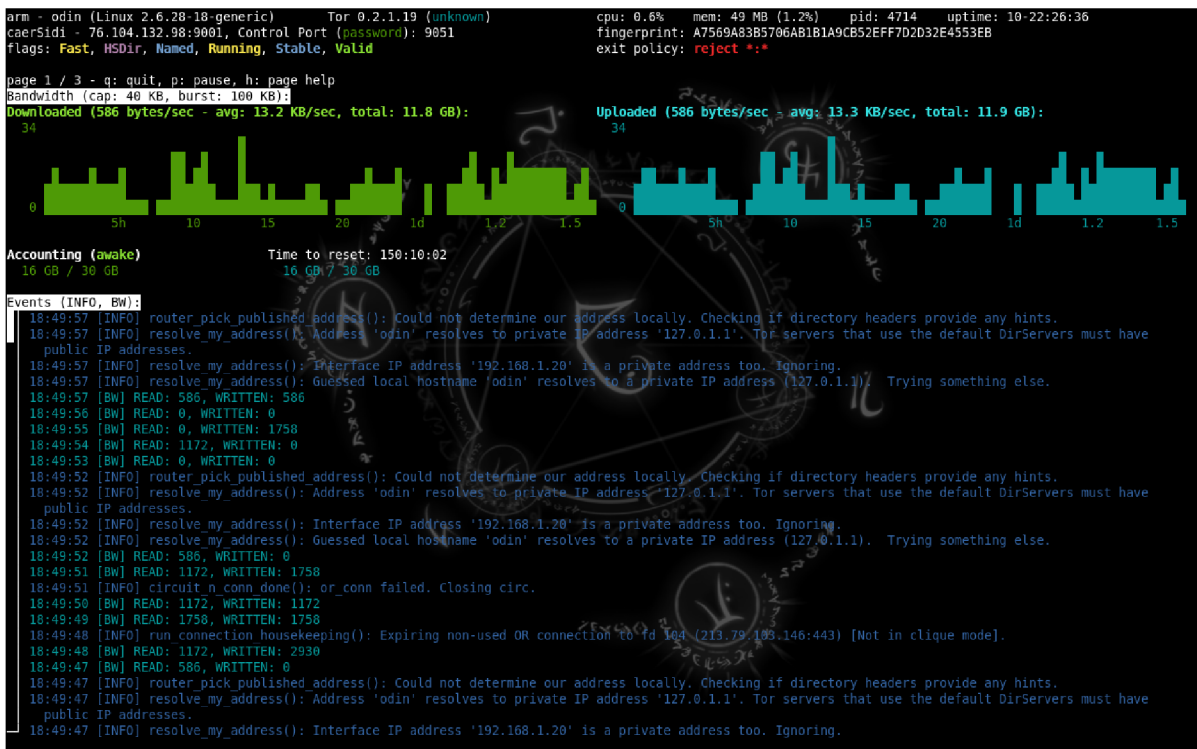 arm - odin (Linux 2.6.28-18-generic) Tor 0.2.1.19 (unknown) cpu: 0.6% mem: 49 MB (1.2%) pid: 4714 uptime: 10-22:26:36
caerSidi - 76.104.132.98:9001, Control Port (password): 9051 fingerprint: A7569A83B5706AB1B1A9CB52EFF7D2D32E4553EB
flags: Fast, HSDir, Named, Running, Stable, Valid exit policy: reject *:*
page 1 / 3 - q: quit, p: pause, h: page help
Bandwidth (cap: 40 KB, burst: 100 KB):
Downloaded (586 bytes/sec - avg: 13.2 KB/sec, total: 11.8 GB): Uploaded (586 bytes/sec - avg: 13.3 KB/sec, total: 11.9 GB):
34 34
0 0
5h 10 15 20 1d 1.2 1.5 5h 10 15 20 1d 1.2 1.5
Accounting (awake) Time to reset: 150:10:02
16 GB / 30 GB 16 GB / 30 GB
Events (INFO, BW):
18:49:57 [INFO] router_pick_published_address(): Could not determine our address locally. Checking if directory headers provide any hints.
18:49:57 [INFO] resolve_my_address(): Address 'odin' resolves to private IP address '127.0.1.1'. Tor servers that use the default DirServers must have
public IP addresses.
18:49:57 [INFO] resolve_my_address(): Interface IP address '192.168.1.20' is a private address too. Ignoring.
18:49:57 [INFO] resolve_my_address(): Guessed local hostname 'odin' resolves to a private IP address (127.0.1.1). Trying something else.
18:49:57 [BW] READ: 586, WRITTEN: 586
18:49:56 [BW] READ: 0, WRITTEN: 0
18:49:55 [BW] READ: 0, WRITTEN: 1758
18:49:54 [BW] READ: 1172, WRITTEN: 0
18:49:53 [BW] READ: 0, WRITTEN: 0
18:49:52 [INFO] router_pick_published_address(): Could not determine our address locally. Checking if directory headers provide any hints.
18:49:52 [INFO] resolve_my_address(): Address 'odin' resolves to private IP address '127.0.1.1'. Tor servers that use the default DirServers must have
public IP addresses.
18:49:52 [INFO] resolve_my_address(): Interface IP address '192.168.1.20' is a private address too. Ignoring.
18:49:52 [INFO] resolve_my_address(): Guessed local hostname 'odin' resolves to a private IP address (127.0.1.1). Trying something else.
18:49:52 [BW] READ: 586, WRITTEN: 0
18:49:51 [BW] READ: 1172, WRITTEN: 1758
18:49:51 [INFO] circuit_n_conn_done(): or_conn failed. Closing circ.
18:49:50 [BW] READ: 1172, WRITTEN: 1172
18:49:49 [BW] READ: 1758, WRITTEN: 1758
18:49:48 [INFO] run_connection_housekeeping(): Expiring non-used OR connection to fd 104 (213.79.103.146:443) [Not in clique mode].
18:49:48 [BW] READ: 1172, WRITTEN: 2930
18:49:47 [BW] READ: 586, WRITTEN: 0
18:49:47 [INFO] router_pick_published_address(): Could not determine our address locally. Checking if directory headers provide any hints.
18:49:47 [INFO] resolve_my_address(): Address 'odin' resolves to private IP address '127.0.1.1'. Tor servers that use the default DirServers must have
public IP addresses.
18:49:47 [INFO] resolve_my_address(): Interface IP address '192.168.1.20' is a private address too. Ignoring.